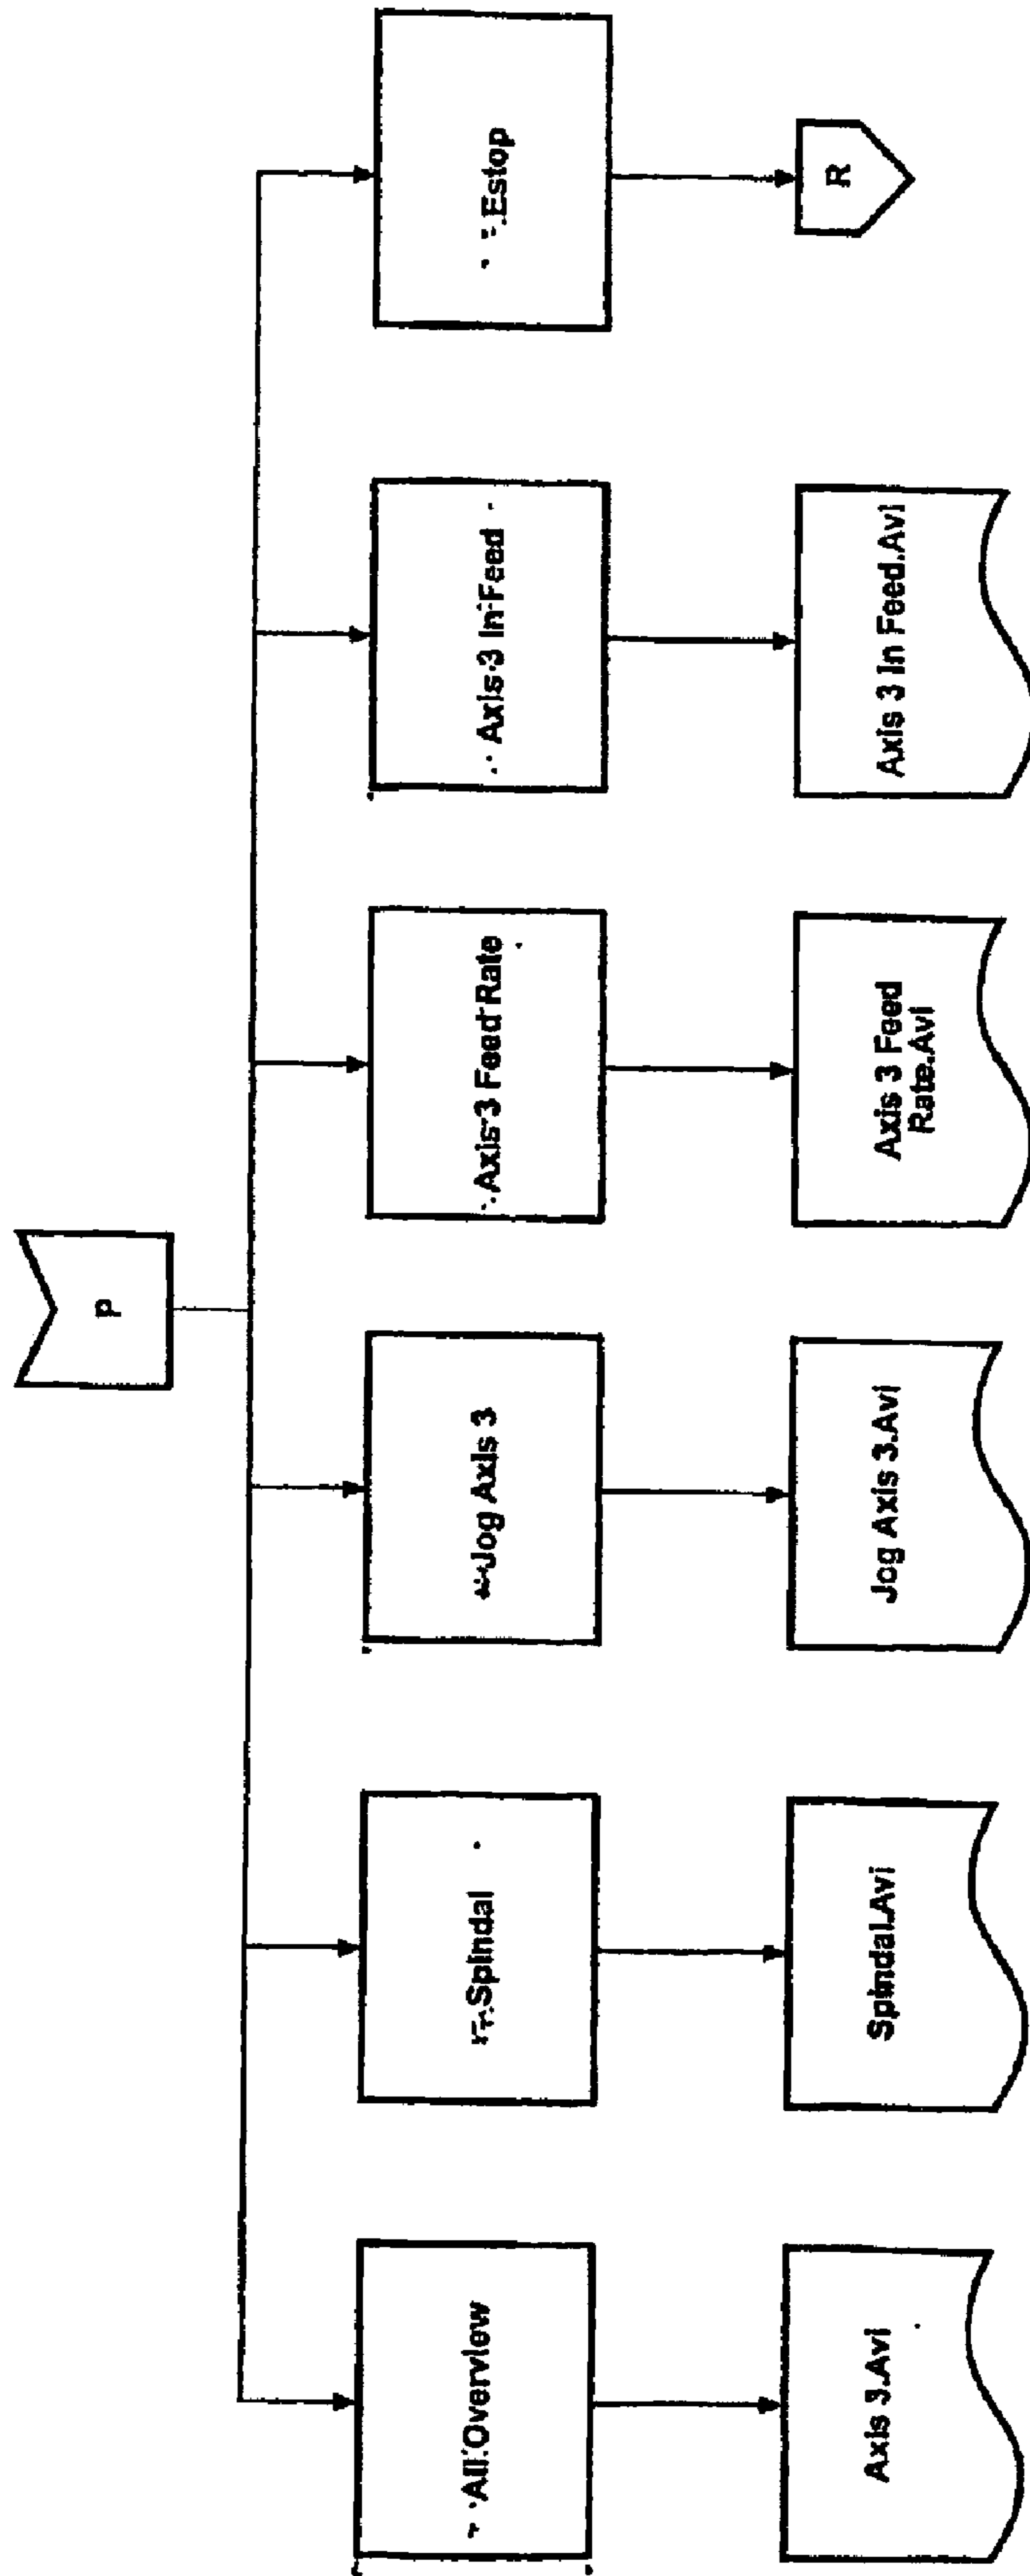 P
All Overview
Spindal
Jog Axis 3
Axis 3 Feed Rate
Axis 3 In Feed
Estop
Axis 3.Avi
Spindal.Avi
Jog Axis 3.Avi
Axis 3 Feed
Rate.Avi
Axis 3 In Feed.Avi
R